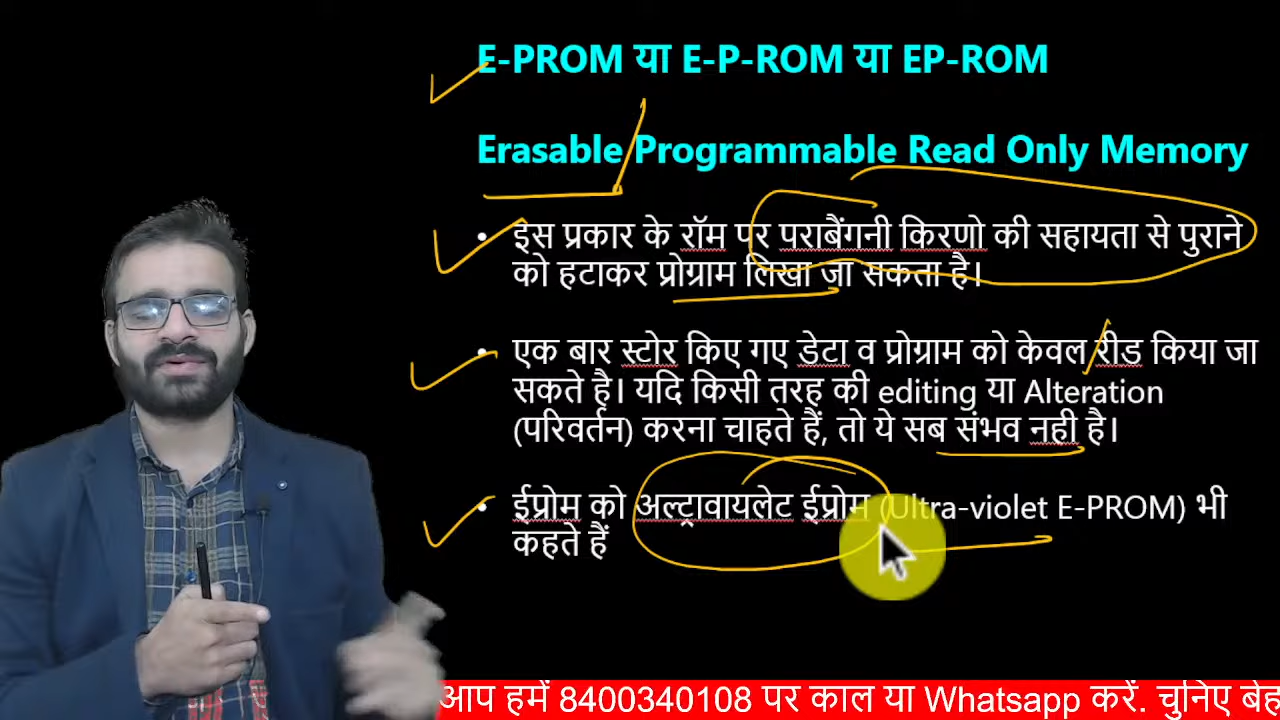 E-PROM या E-P-ROM या EP-ROM
Erasable Programmable Read Only Memory
• इस प्रकार के रॉम पर पराबैंगनी किरणो की सहायता से पुराने
को हटाकर प्रोग्राम लिखा जा सकता है।
• एक बार स्टोर किए गए डेटा व प्रोग्राम को केवल रीड किया जा
सकते है। यदि किसी तरह की editing या Alteration
(परिवर्तन) करना चाहते हैं, तो ये सब संभव नही है।
• ईप्रोम को अल्ट्रावायलेट ईप्रोम (Ultra-violet E-PROM) भी
कहते हैं
आप हमें 8400340108 पर काल या Whatsapp करें. चुनिए बेह